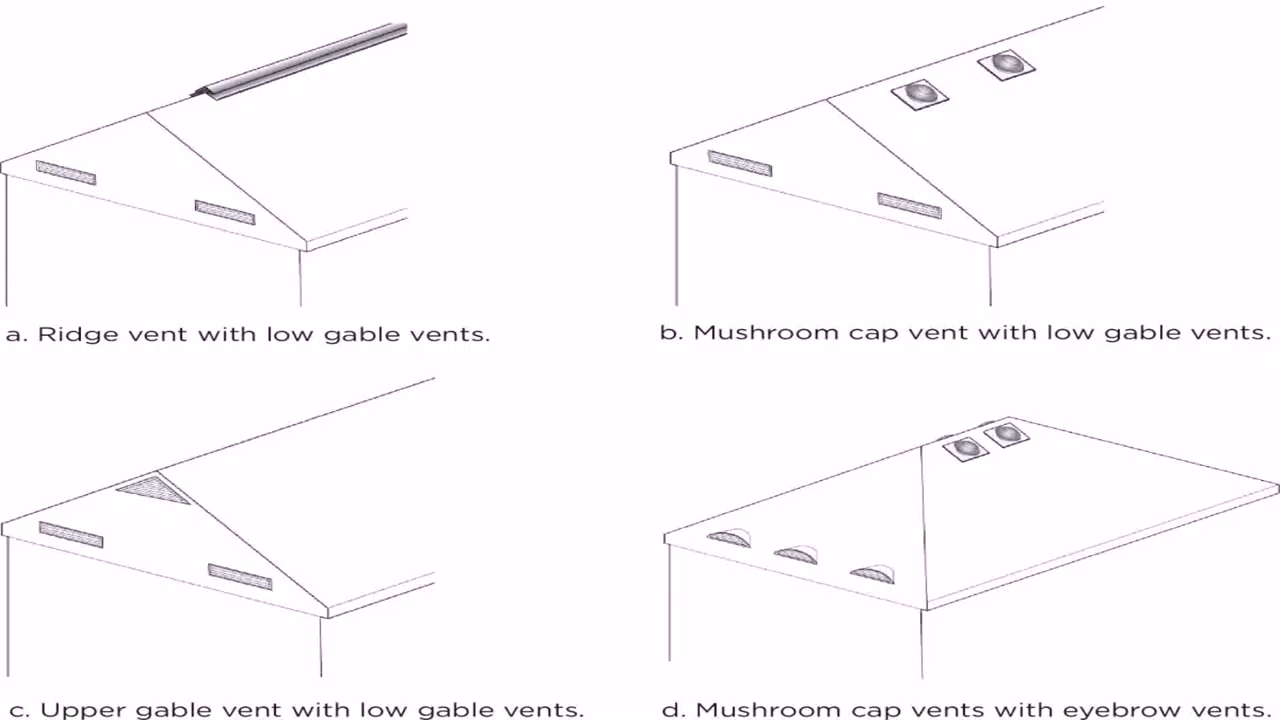 a. Ridge vent with low gable vents.
b. Mushroom cap vent with low gable vents.
c. Upper gable vent with low gable vents.
d. Mushroom cap vents with eyebrow vents.